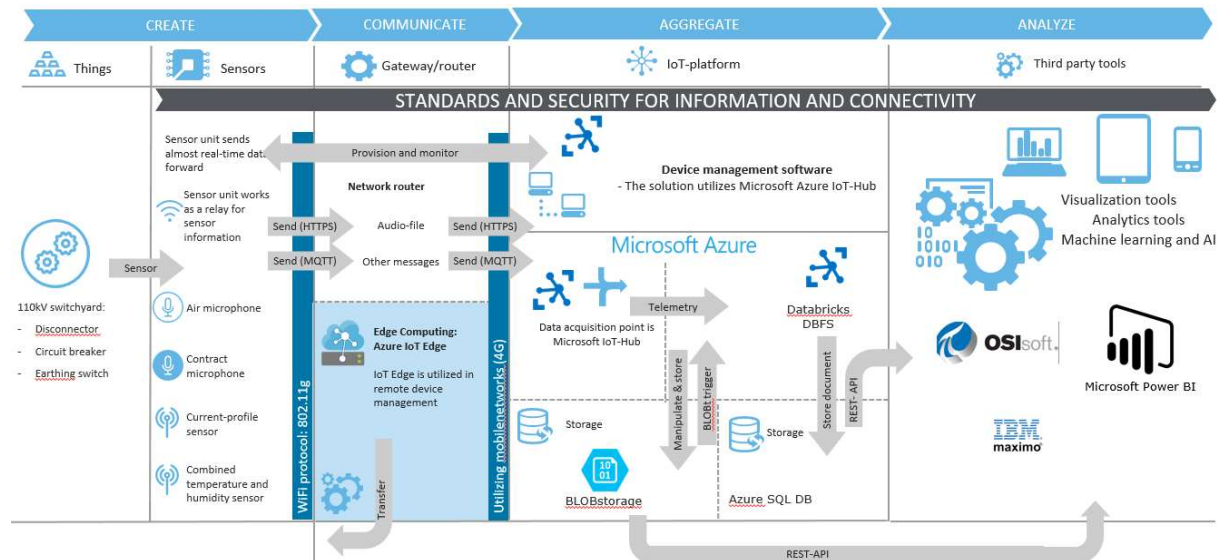 CREATE
COMMUNICATE
AGGREGATE
ANALYZE
Things
Sensors
Gateway/router
IoT-platform
Third party tools
STANDARDS AND SECURITY FOR INFORMATION AND CONNECTIVITY
110kV switchyard:
- Disconnector
- Circuit breaker
- Earthing switch
Sensor
Sensor unit sends
almost real-time dat
forward
Sensor unit works
as a relay for
sensor
information
Air microphone
Contract
microphone
Current-profile
sensor
Combined
temperature and
humidity sensor
WiFi protocol: 802.11g
Provision and monitor
Network router
Send (HTTPS)
Audio-file
Send (HTTPS)
Send (MQTT)
Other messages
Send (MQTT)
Edge Computing:
Azure IoT Edge
IoT Edge is utilized in
remote device
management
Transfer
Utilizing mobilenetworks (4G)
Device management software
- The solution utilizes Microsoft Azure IoT-Hub
Microsoft Azure
Data acquisition point is
Microsoft IoT-Hub
Telemetry
Databricks
DBFS
Manipulate & store
BLOBt trigger
Store document
REST- API
Storage
10
01
BLOBstorage
Storage
Azure SQL DB
REST-API
Visualization tools
Analytics tools
Machine learning and AI
10
10101
010
OSIsoft.
Microsoft Power BI
IBM
maximo